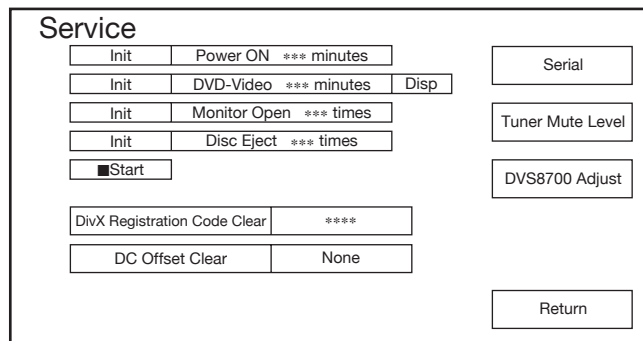 Service
Init Power ON *** minutes
Serial
Init DVD-Video *** minutes Disp
Init Monitor Open *** times
Tuner Mute Level
Init Disc Eject *** times
■Start
DVS8700 Adjust
DivX Registration Code Clear ****
DC Offset Clear None
Return